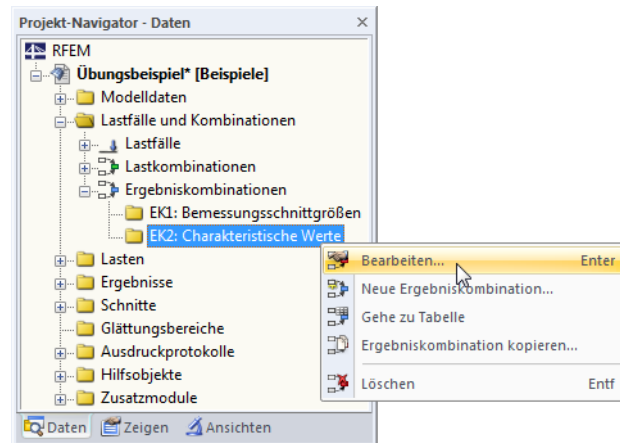 Projekt-Navigator - Daten
RFEM
Übungsbeispiel* [Beispiele]
Modelldaten
Lastfälle und Kombinationen
Lastfälle
Lastkombinationen
Ergebniskombinationen
EK1: Bemessungsschnittgrößen
EK2: Charakteristische Werte
Lasten
Ergebnisse
Schnitte
Glättungsbereiche
Ausdruckprotokolle
Hilfsobjekte
Zusatzmodule
Bearbeiten... Enter
Neue Ergebniskombination...
Gehe zu Tabelle
Ergebniskombination kopieren...
Löschen Entf
Daten Zeigen Ansichten